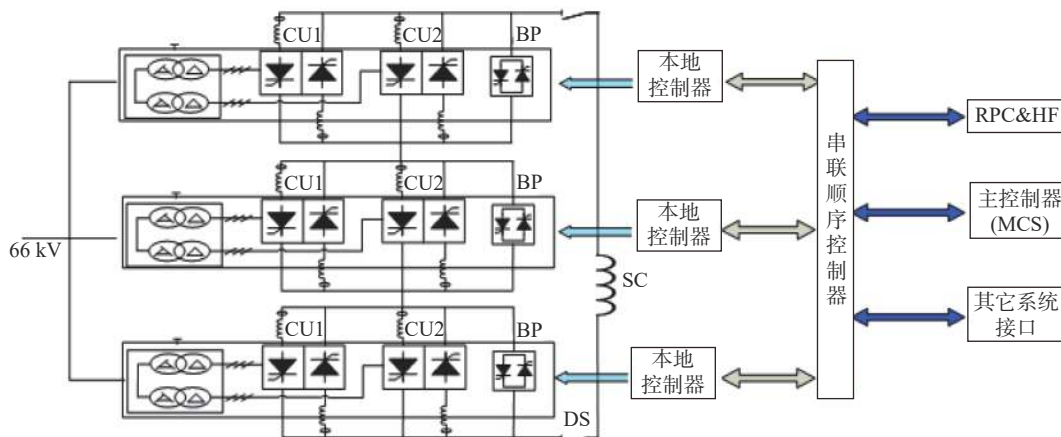 CU1
CU2
BP
本地
控制器
RPC&HF
66 kV
CU1
CU2
BP
本地
控制器
SC
串联顺序控制器
主控制器
(MCS)
CU1
CU2
BP
本地
控制器
DS
其它系统
接口